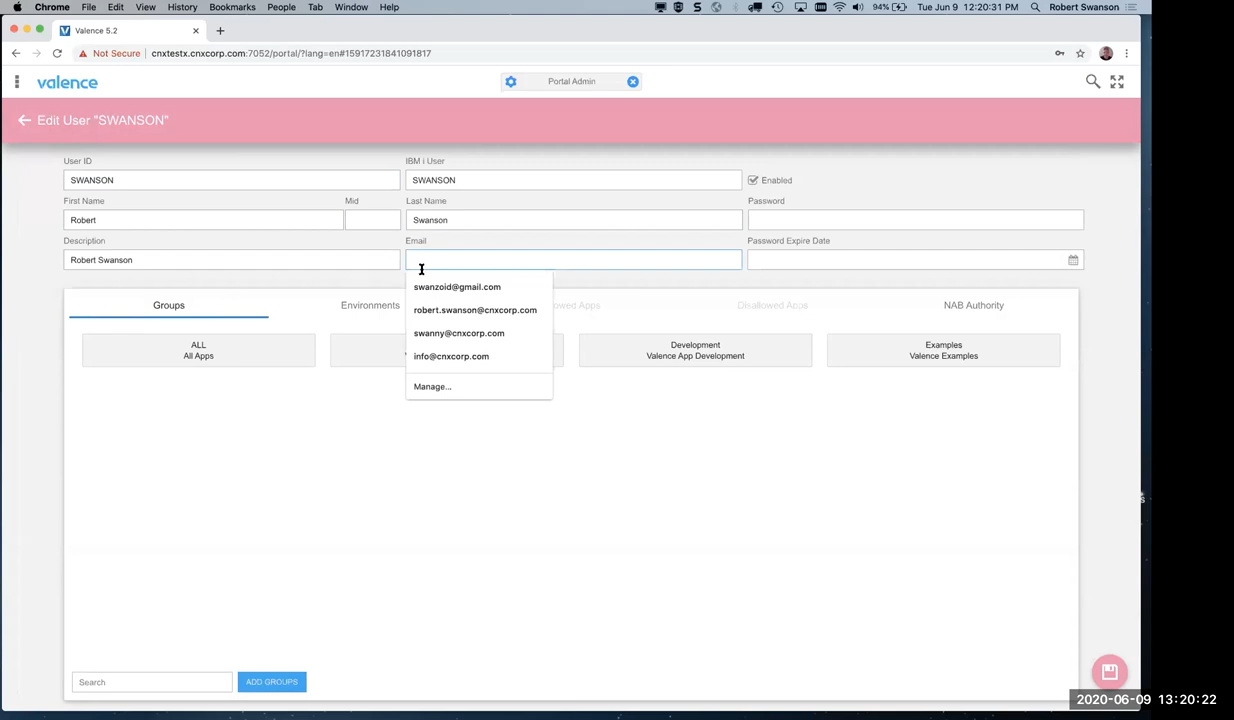 Chrome File Edit View History Bookmarks People Tab Window Help 94% Tue Jun 9 12:20:31 PM Robert Swanson
Valence 5.2
Not Secure cnxtestx.cnxcorp.com:7052/portal/?lang=en#15917231841091817
valence Portal Admin
Edit User "SWANSON"
User ID IBM i User
SWANSON SWANSON Enabled
First Name Mid Last Name Password
Robert Swanson
Description Email Password Expire Date
Robert Swanson
swanzoid@gmail.com
Groups Environments owed Apps Disallowed Apps NAB Authority
robert.swanson@cnxcorp.com
swanny@cnxcorp.com
ALL Development Examples
All Apps Valence App Development Valence Examples
info@cnxcorp.com
Manage...
Search ADD GROUPS
2020-06-09 13:20:22